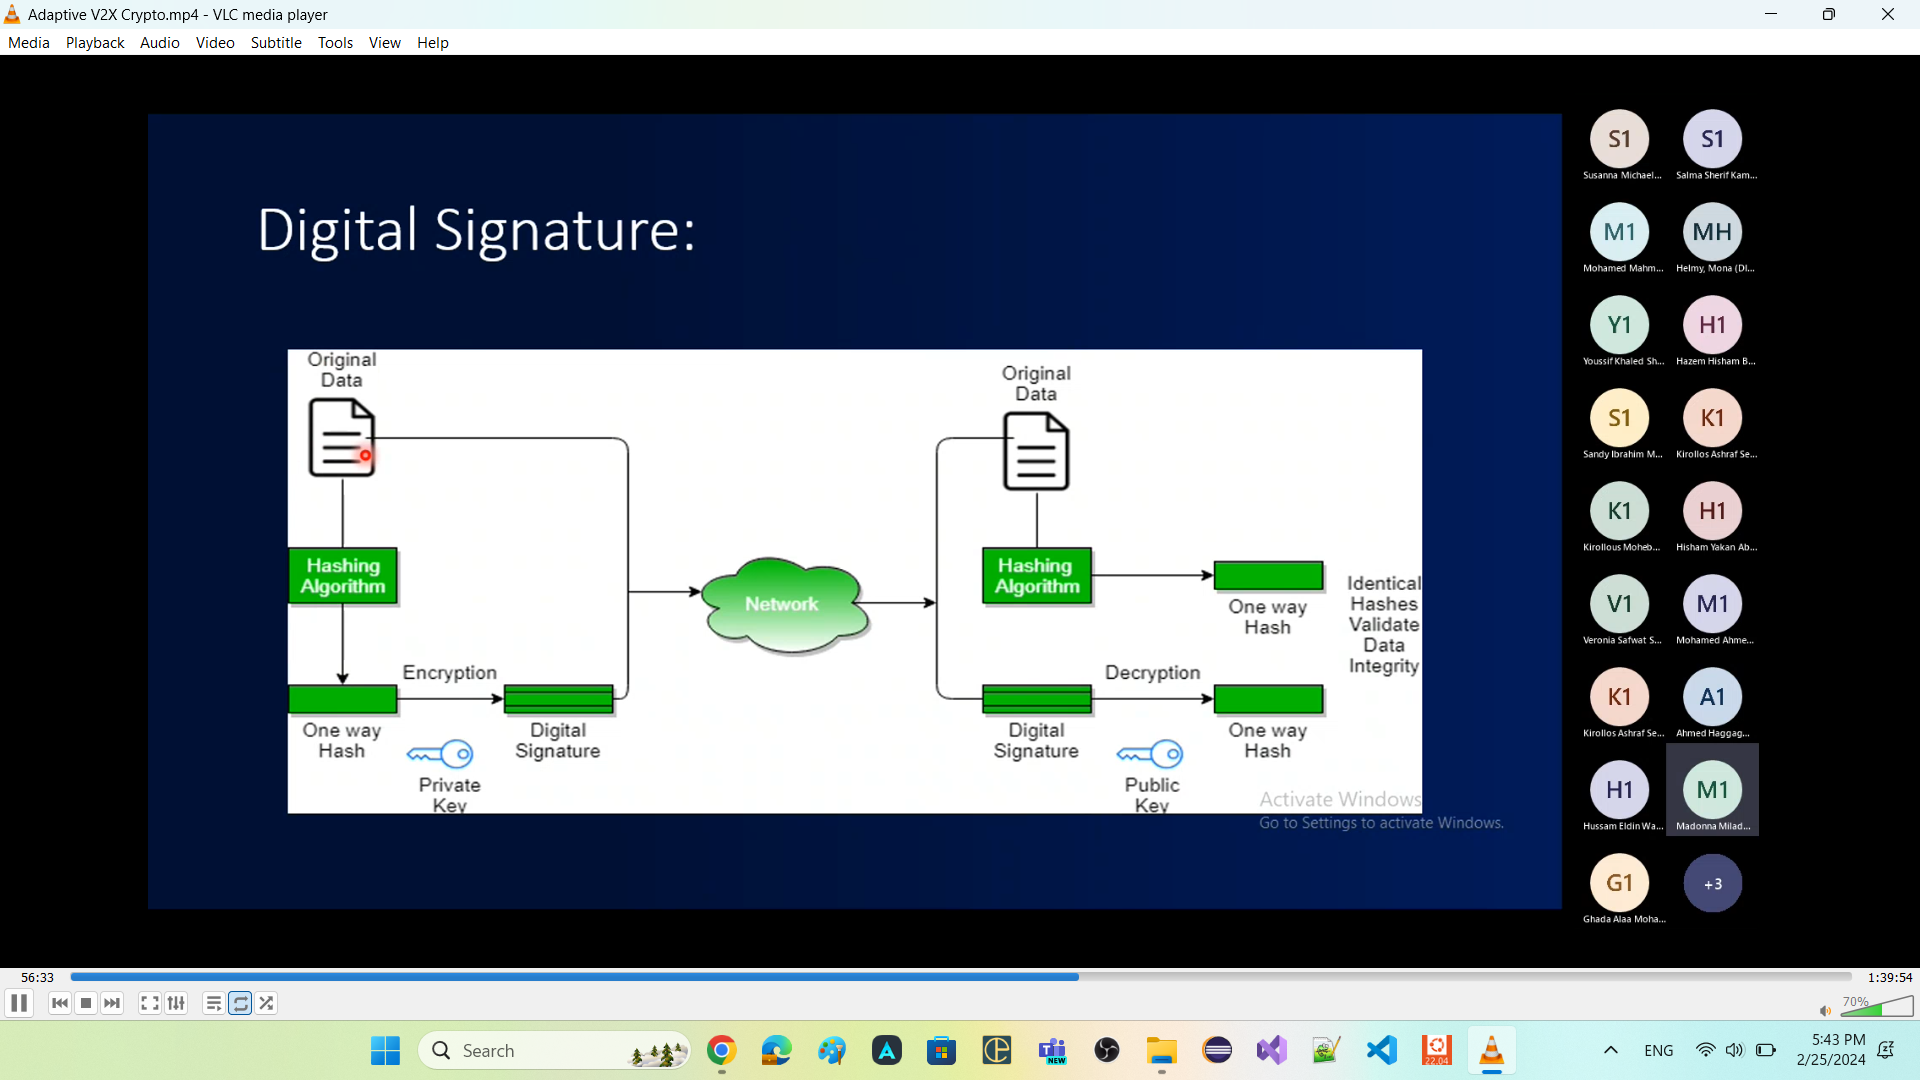 Adaptive V2X Crypto.mp4 - VLC media player
Media Playback Audio Video Subtitle Tools View Help
Digital Signature:
Original
Data
Hashing
Algorithm
One way
Hash
Encryption
Private
Key
Digital
Signature
Network
Original
Data
Hashing
Algorithm
One way
Hash
Digital
Signature
Decryption
Public
Key
One way
Hash
Identical
Hashes
Validate
Data
Integrity
Activate Windows
Go to Settings to activate Windows.
S1
Susanna Michael...
S1
Salma Sherif Kam...
M1
Mohamed Mahm...
MH
Helmy, Mona (DI...
Y1
Youssif Khaled Sh...
H1
Hazem Hisham B...
S1
Sandy Ibrahim M...
K1
Kirollos Ashraf Se...
K1
Kirollous Moheb...
H1
Hisham Yakan Ab...
V1
Veronia Safwat S...
M1
Mohamed Ahme...
K1
Kirollos Ashraf Se...
A1
Ahmed Haggag...
H1
Hussam Eldin Wa...
M1
Madonna Milad...
G1
Ghada Alaa Moha...
+3
56:33
1:39:54
70%
Search
NEW
22.04
ENG
5:43 PM
2/25/2024